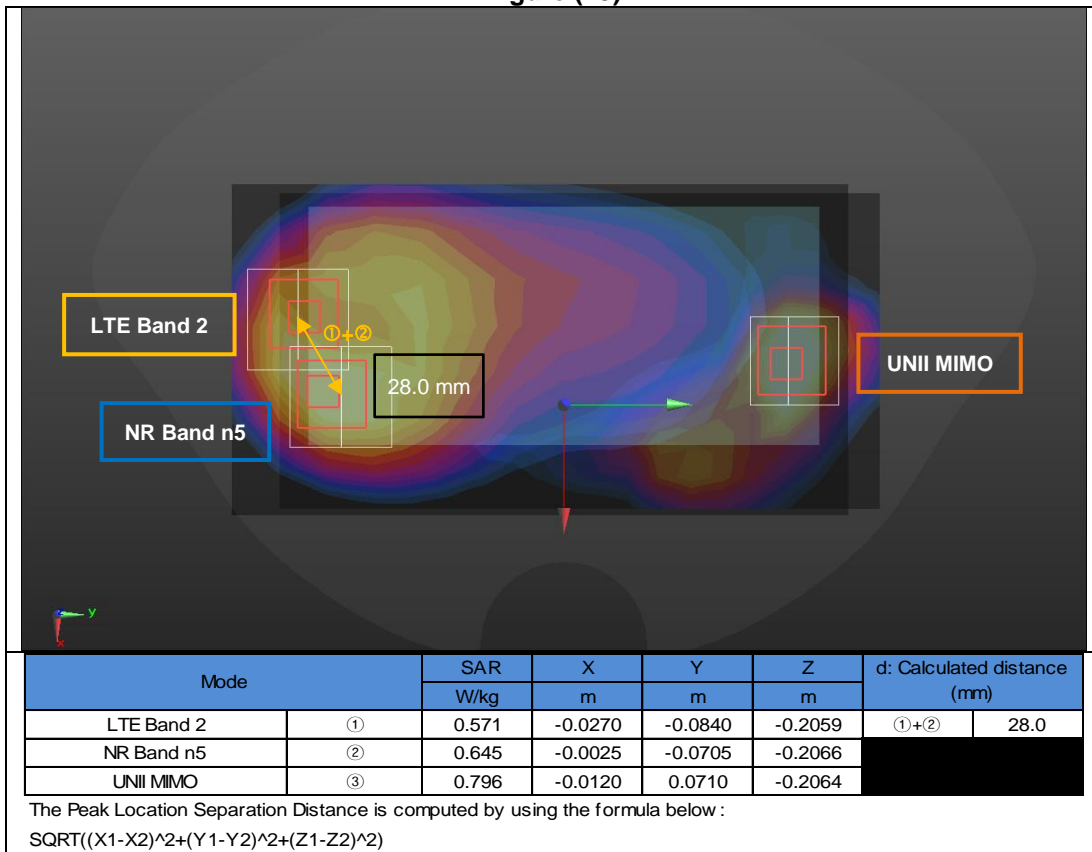 LTE Band 2
①+②
28.0 mm
UNII MIMO
NR Band n5
y
x
Mode SAR X Y Z d: Calculated distance (mm)
W/kg m m m
LTE Band 2 ① 0.571 -0.0270 -0.0840 -0.2059 ①+② 28.0
NR Band n5 ② 0.645 -0.0025 -0.0705 -0.2066
UNII MIMO ③ 0.796 -0.0120 0.0710 -0.2064
The Peak Location Separation Distance is computed by using the formula below :
SQRT((X1-X2)^2+(Y1-Y2)^2+(Z1-Z2)^2)